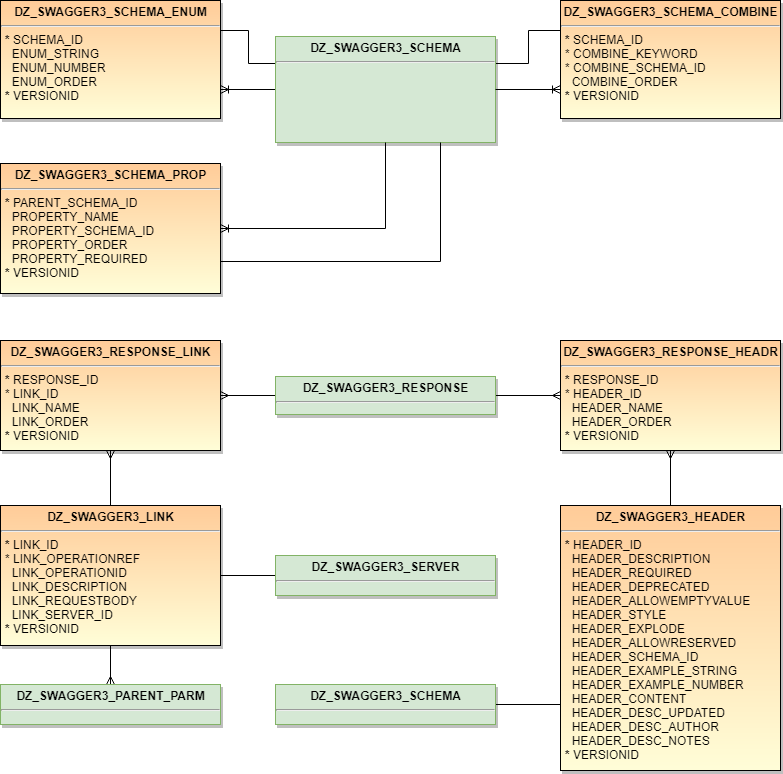 DZ_SWAGGER3_SCHEMA_ENUM
* SCHEMA_ID
ENUM_STRING
ENUM_NUMBER
ENUM_ORDER
* VERSIONID
DZ_SWAGGER3_SCHEMA
DZ_SWAGGER3_SCHEMA_COMBINE
* SCHEMA_ID
* COMBINE_KEYWORD
* COMBINE_SCHEMA_ID
COMBINE_ORDER
* VERSIONID
DZ_SWAGGER3_SCHEMA_PROP
* PARENT_SCHEMA_ID
PROPERTY_NAME
PROPERTY_SCHEMA_ID
PROPERTY_ORDER
PROPERTY_REQUIRED
* VERSIONID
DZ_SWAGGER3_RESPONSE_LINK
* RESPONSE_ID
* LINK_ID
LINK_NAME
LINK_ORDER
* VERSIONID
DZ_SWAGGER3_RESPONSE
DZ_SWAGGER3_RESPONSE_HEADR
* RESPONSE_ID
* HEADER_ID
HEADER_NAME
HEADER_ORDER
* VERSIONID
DZ_SWAGGER3_LINK
* LINK_ID
* LINK_OPERATIONREF
LINK_OPERATIONID
LINK_DESCRIPTION
LINK_REQUESTBODY
LINK_SERVER_ID
* VERSIONID
DZ_SWAGGER3_SERVER
DZ_SWAGGER3_HEADER
* HEADER_ID
HEADER_DESCRIPTION
HEADER_REQUIRED
HEADER_DEPRECATED
HEADER_ALLOWEMPTYVALUE
HEADER_STYLE
HEADER_EXPLODE
HEADER_ALLOWRESERVED
HEADER_SCHEMA_ID
HEADER_EXAMPLE_STRING
HEADER_EXAMPLE_NUMBER
HEADER_CONTENT
HEADER_DESC_UPDATED
HEADER_DESC_AUTHOR
HEADER_DESC_NOTES
* VERSIONID
DZ_SWAGGER3_PARENT_PARM
DZ_SWAGGER3_SCHEMA